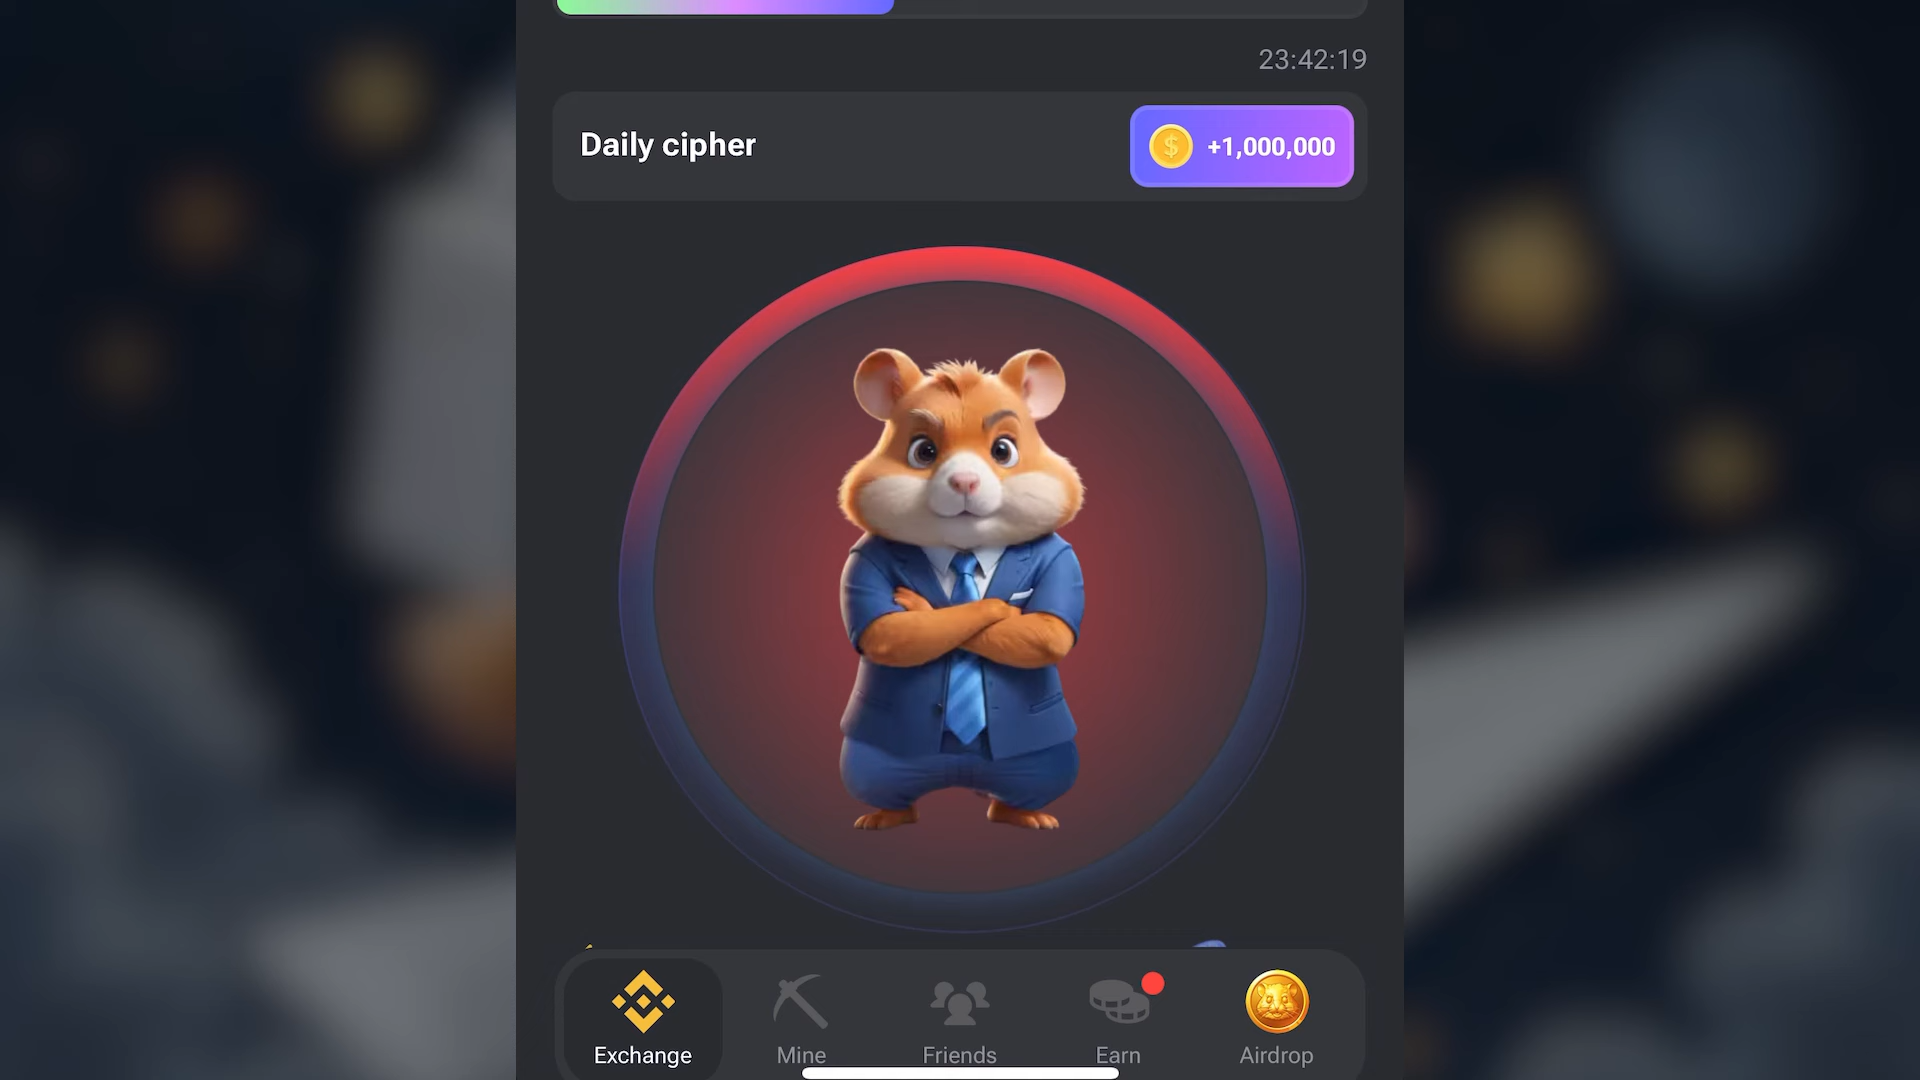 23:42:19
Daily cipher
+1,000,000
Exchange
Mine
Friends
Earn
Airdrop